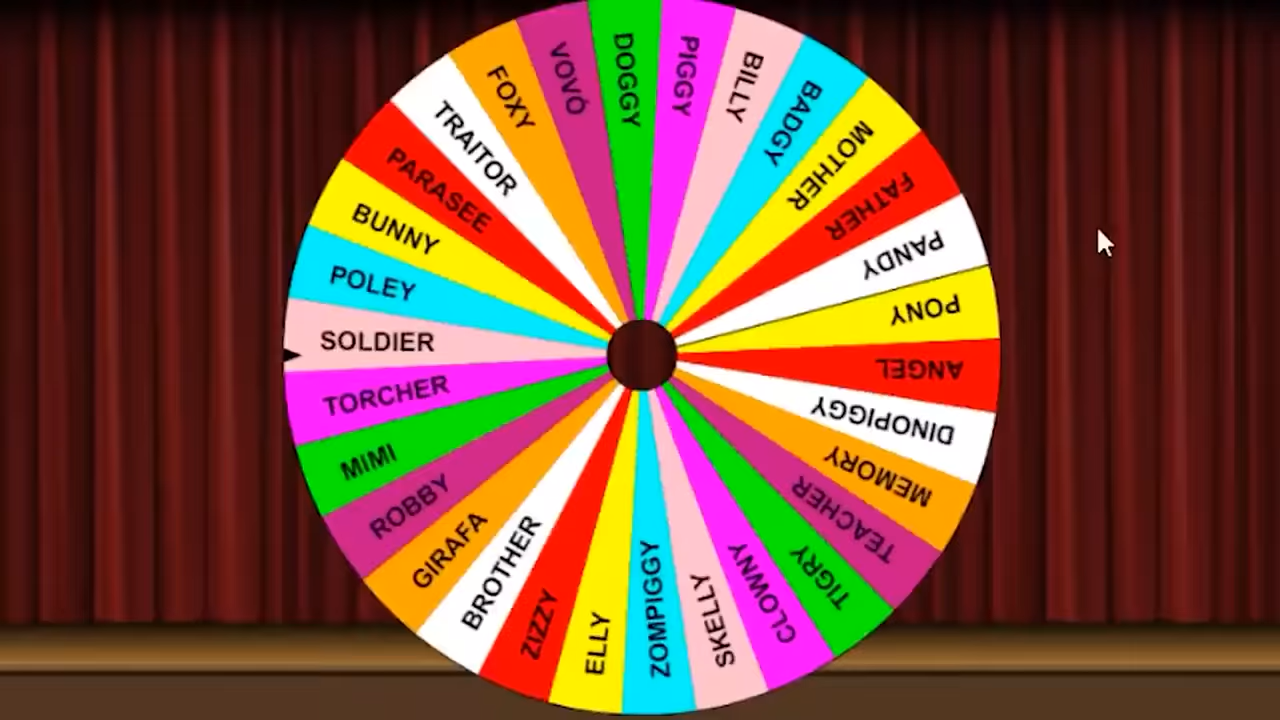 DOGGY
PIGGY
BILLY
BADGY
MOTHER
FATHER
PANDY
PONY
ANGEL
DINOPIGGY
MEMORY
TEACHER
TIGRY
CLOWNY
SKELLY
ZOMPIGGY
ELLY
ZIZZY
BROTHER
GIRAFA
ROBBY
MIMI
TORCHER
SOLDIER
POLEY
BUNNY
PARASEE
TRAITOR
FOXY
VOVÓ